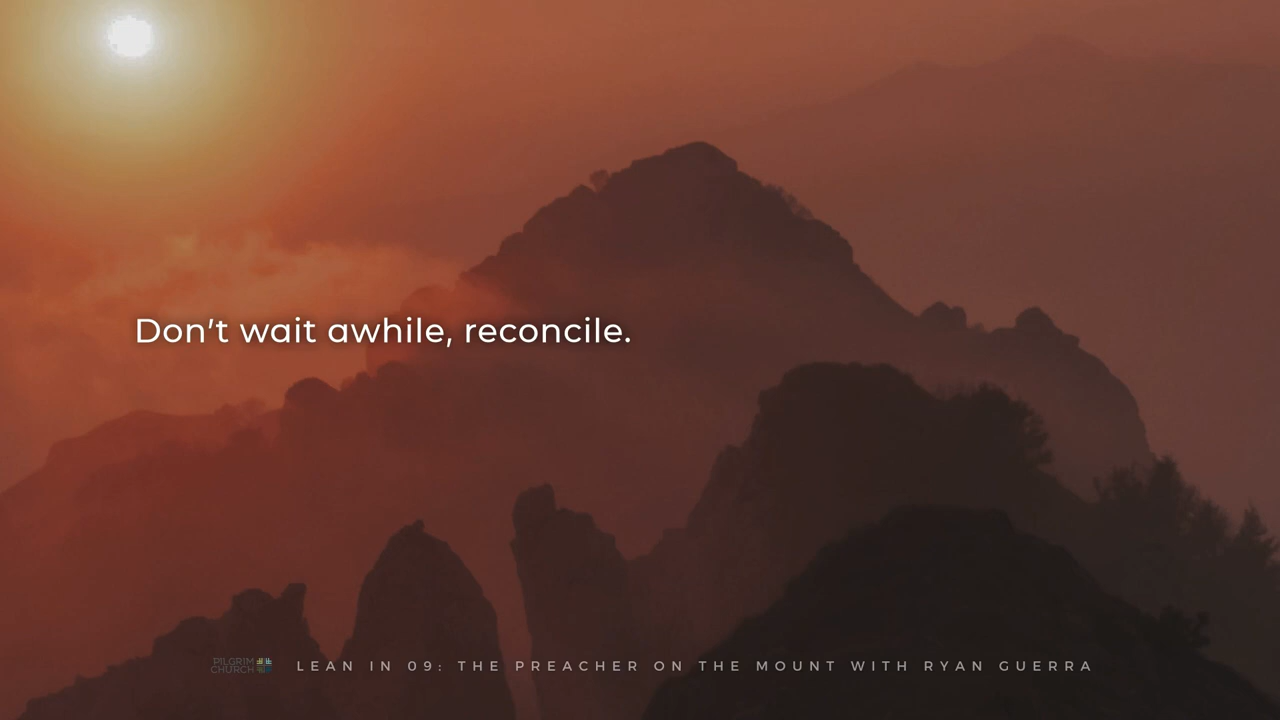 Don't wait awhile, reconcile.
PILGRIM
CHURCH
LEAN IN 09: THE PREACHER ON THE MOUNT WITH RYAN GUERRA